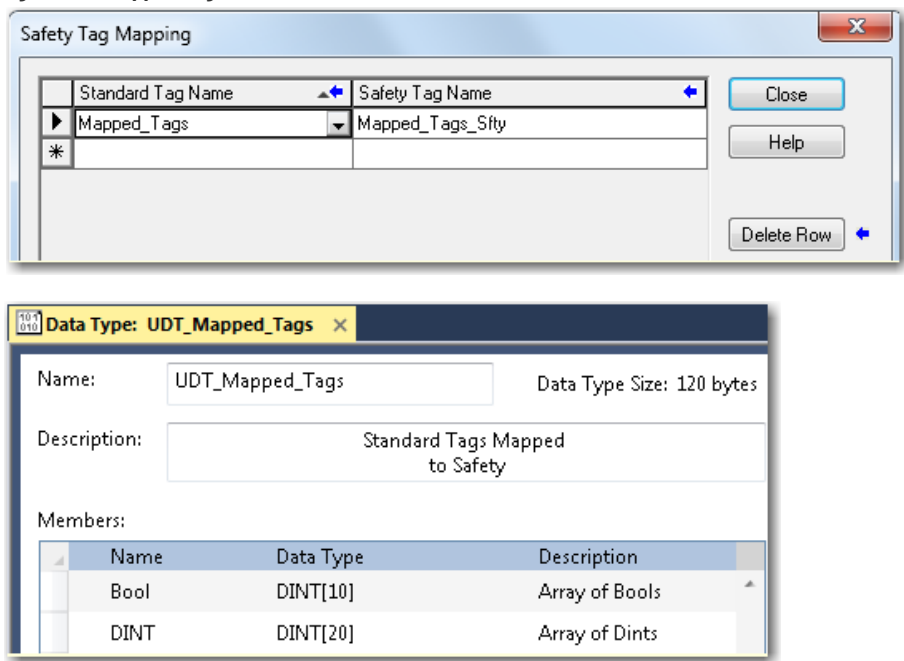 Safety Tag Mapping
x
Standard Tag Name Safety Tag Name
Close
Mapped_Tags Mapped_Tags_Sfty
Help
*
Delete Row
Data Type: UDT_Mapped_Tags ×
Name: UDT_Mapped_Tags Data Type Size: 120 bytes
Description: Standard Tags Mapped
to Safety
Members:
Name Data Type Description
Bool DINT[10] Array of Bools
DINT DINT[20] Array of Dints